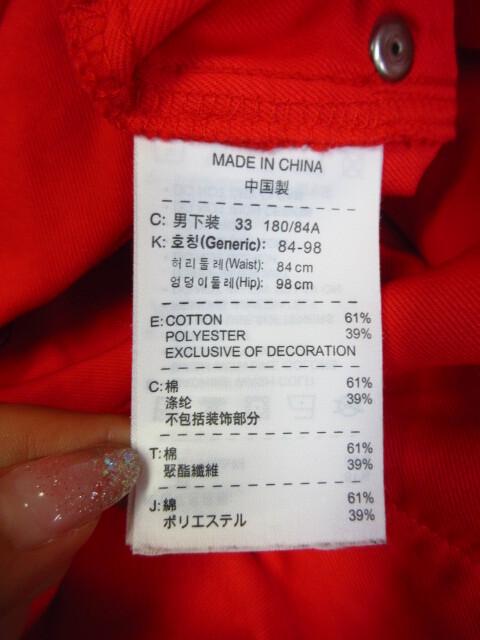 MADE IN CHINA
中国製
C: 男下装 33 180/84A
K: 호칭(Generic): 84-98
허리둘레(Waist): 84cm
엉덩이둘레(Hip): 98cm
E: COTTON 61%
POLYESTER 39%
EXCLUSIVE OF DECORATION
C: 棉 61%
涤纶 39%
不包括装饰部分
T: 棉 61%
聚酯纖維 39%
J: 綿 61%
ポリエステル 39%